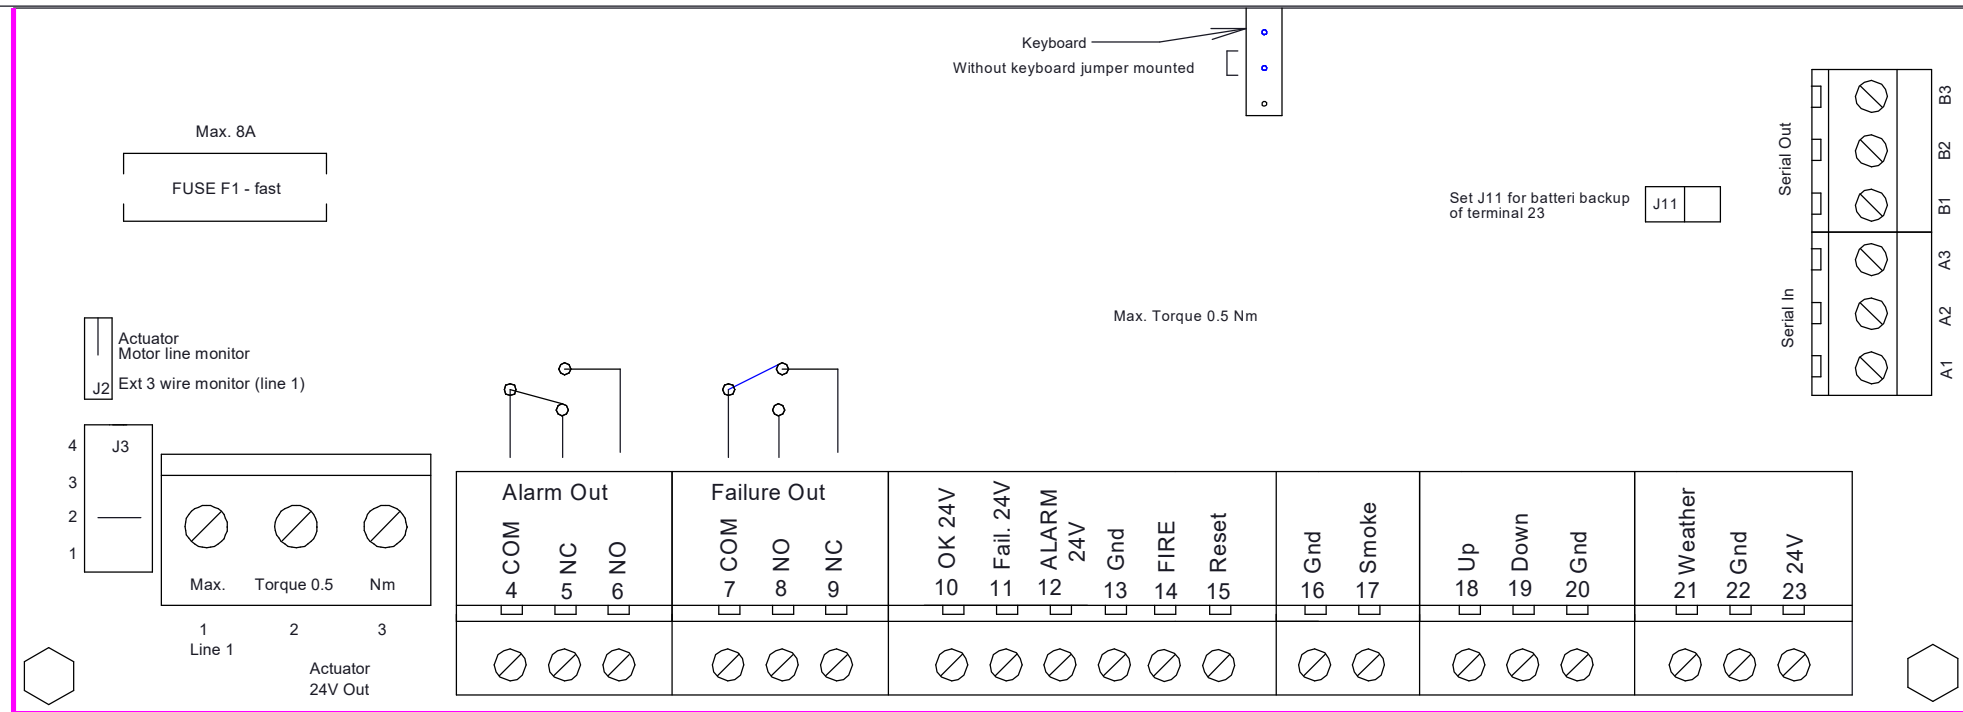 Keyboard
Without keyboard jumper mounted
Max. 8A
FUSE F1 - fast
Set J11 for batteri backup
of terminal 23
J11
Serial Out
B3
B2
B1
Serial In
A3
A2
A1
Max. Torque 0.5 Nm
Actuator
Motor line monitor
J2
Ext 3 wire monitor (line 1)
J3
4
3
2
1
Max. Torque 0.5 Nm
1 2 3
Line 1
Actuator
24V Out
Alarm Out
COM NC NO
4 5 6
Failure Out
COM NO NC
7 8 9
OK 24V
Fail. 24V
ALARM
24V
Gnd
FIRE
Reset
10 11 12 13 14 15
Gnd Smoke
16 17
Up Down Gnd
18 19 20
Weather Gnd 24V
21 22 23